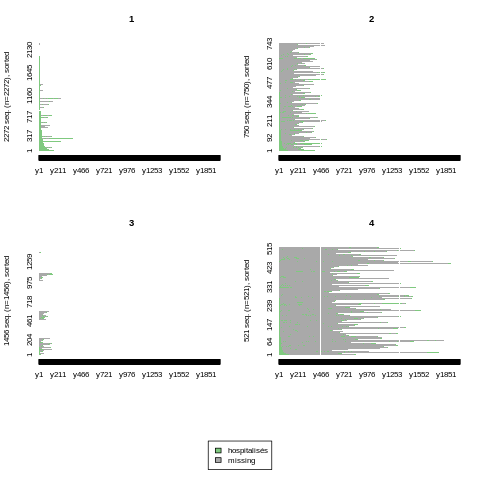 1
2
2272 seq. (n=2272), sorted
1 317 717 1160 1645 2130
y1 y211 y466 y721 y976 y1253 y1552 y1851
750 seq. (n=750), sorted
1 92 211 344 477 610 743
y1 y211 y466 y721 y976 y1253 y1552 y1851
3
4
1456 seq. (n=1456), sorted
1 204 461 718 975 1259
y1 y211 y466 y721 y976 y1253 y1552 y1851
521 seq. (n=521), sorted
1 64 147 239 331 423 515
y1 y211 y466 y721 y976 y1253 y1552 y1851
hospitalisés
missing